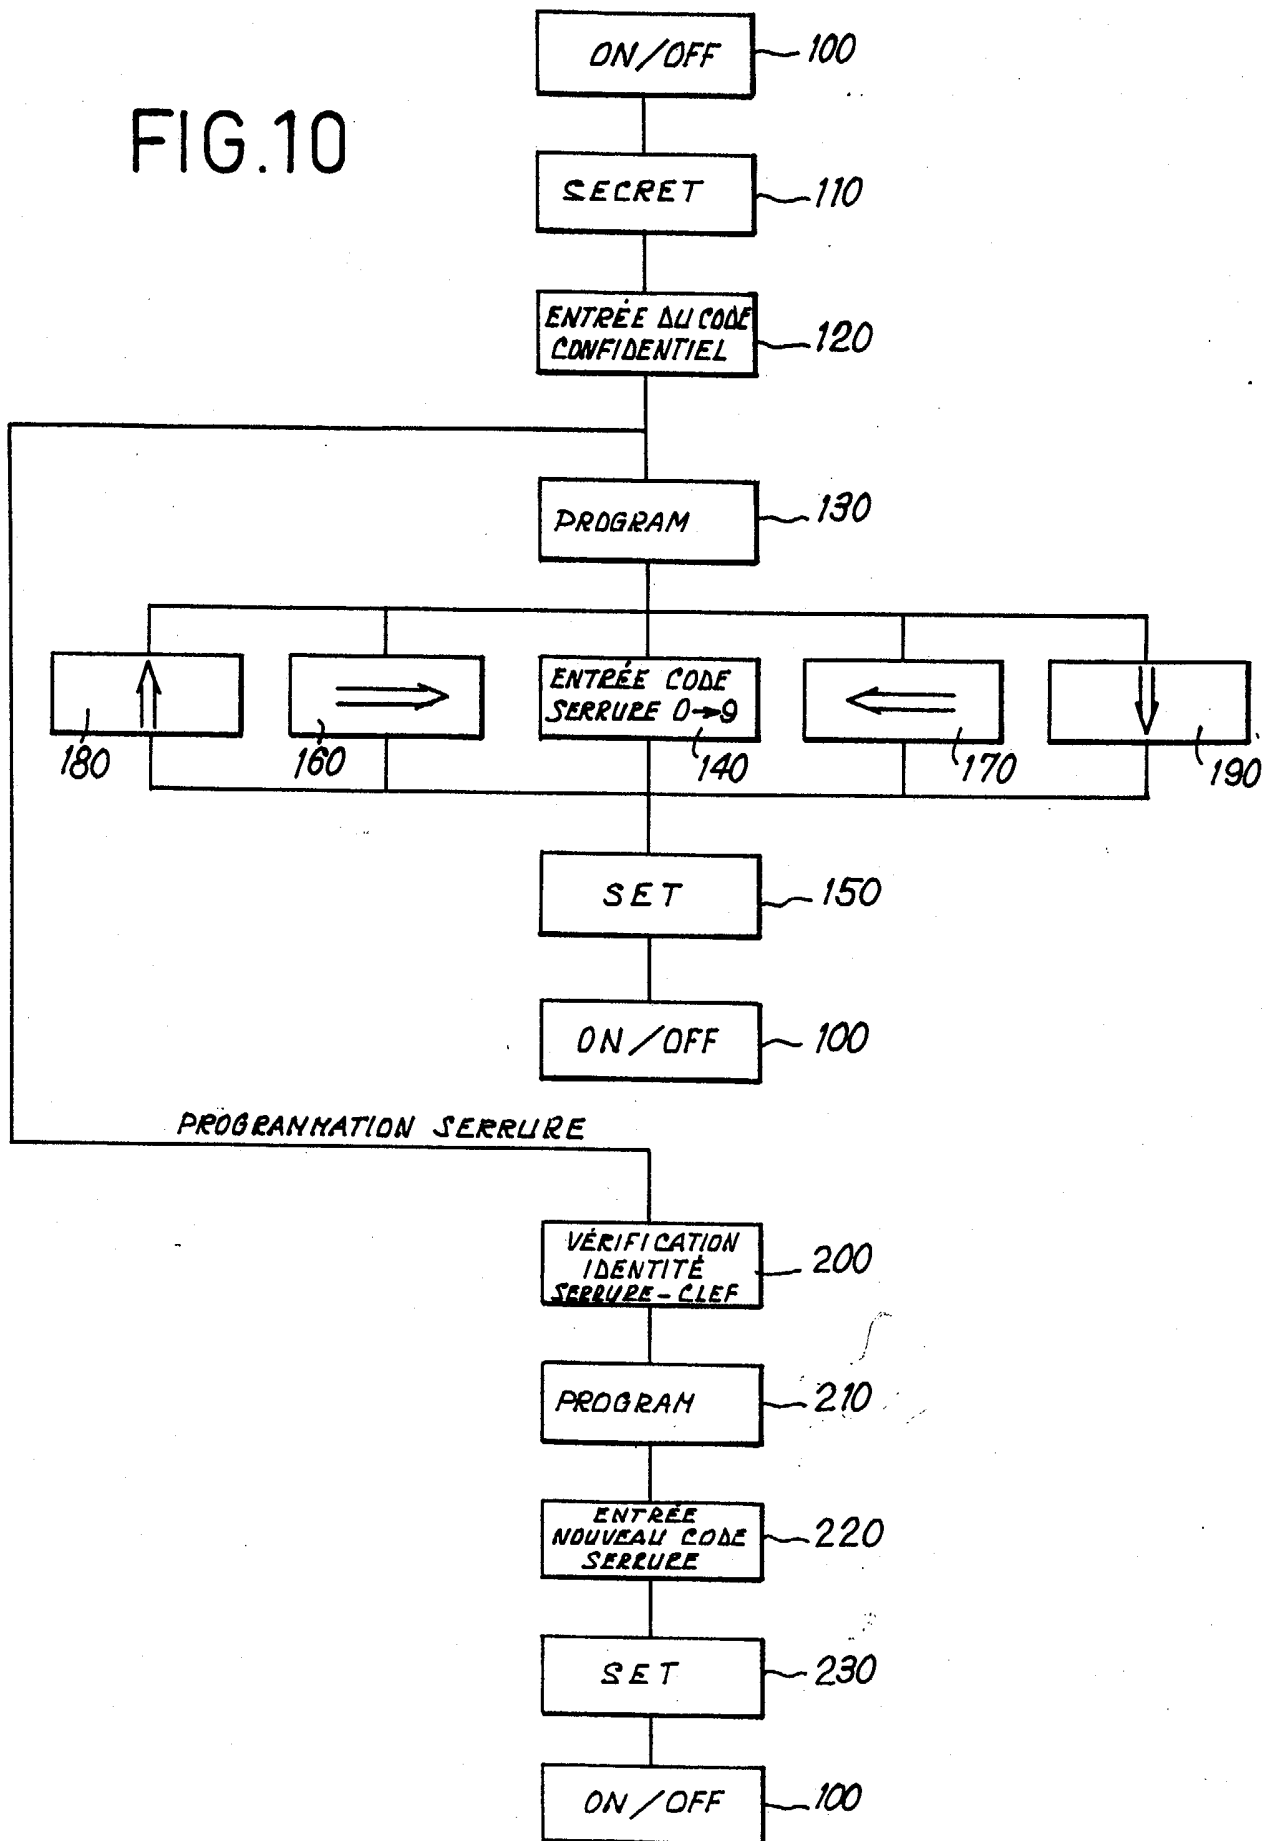 FIG.10
ON/OFF 100
SECRET 110
ENTRÉE DU CODE
CONFIDENTIEL
120
PROGRAM 130
180
160
ENTRÉE CODE
SERRURE 0→9
140
170
190
SET 150
ON/OFF 100
PROGRAMMATION SERRURE
VÉRIFICATION
IDENTITÉ
SERRURE-CLEF
200
PROGRAM 210
ENTRÉE
NOUVEAU CODE
SERRURE
220
SET 230
ON/OFF 100